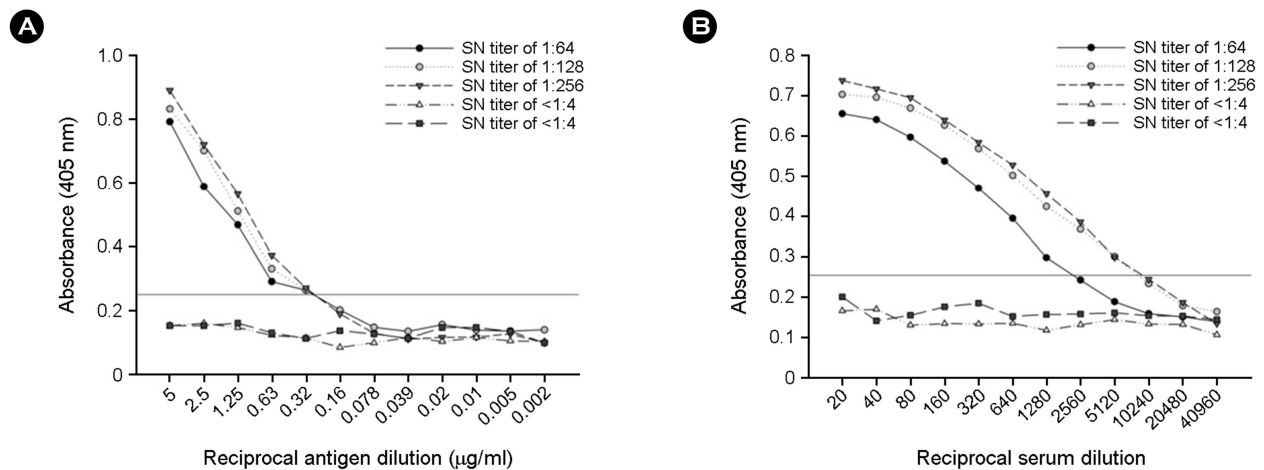 A
SN titer of 1:64
SN titer of 1:128
SN titer of 1:256
SN titer of <1:4
SN titer of <1:4
Absorbance (405 nm)
1.0
0.8
0.6
0.4
0.2
0
5 2.5 1.25 0.63 0.32 0.16 0.078 0.039 0.02 0.01 0.005 0.002
Reciprocal antigen dilution (µg/ml)
B
SN titer of 1:64
SN titer of 1:128
SN titer of 1:256
SN titer of <1:4
SN titer of <1:4
Absorbance (405 nm)
0.8
0.7
0.6
0.5
0.4
0.3
0.2
0.1
0
20 40 80 160 320 640 1280 2560 5120 10240 20480 40960
Reciprocal serum dilution